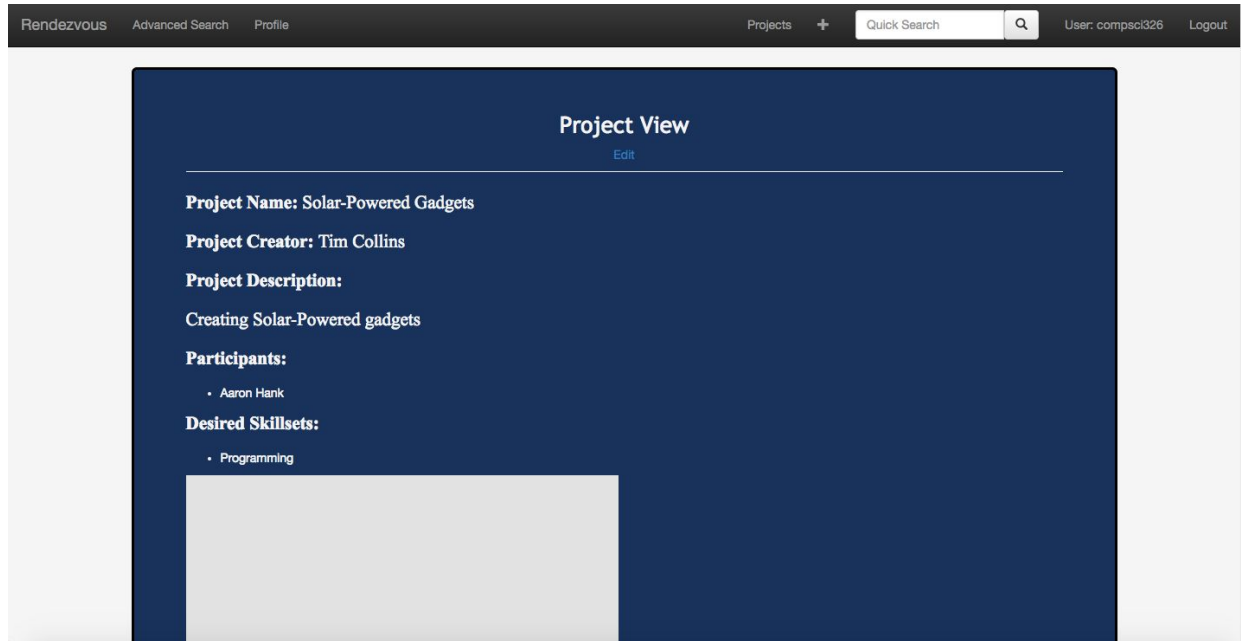 Rendezvous Advanced Search Profile Projects + Quick Search User: compsci326 Logout
Project View
Edit
Project Name: Solar-Powered Gadgets
Project Creator: Tim Collins
Project Description:
Creating Solar-Powered gadgets
Participants:
• Aaron Hank
Desired Skillsets:
• Programming